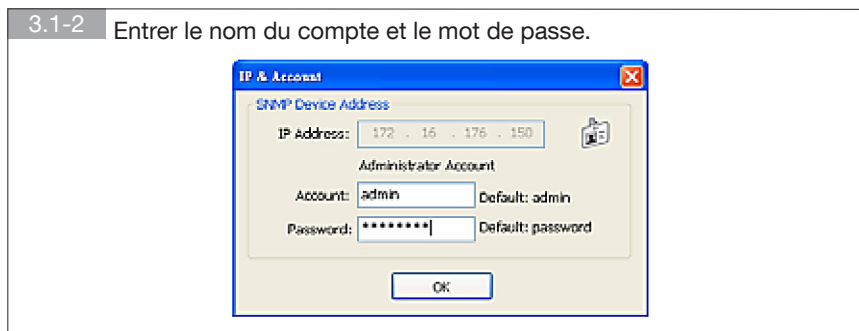 3.1-2 Entrer le nom du compte et le mot de passe.
IP & Account
SNMP Device Address
IP Address: 172 . 16 . 176 . 150
Administrator Account
Account: admin Default: admin
Password: ******** Default: password
OK